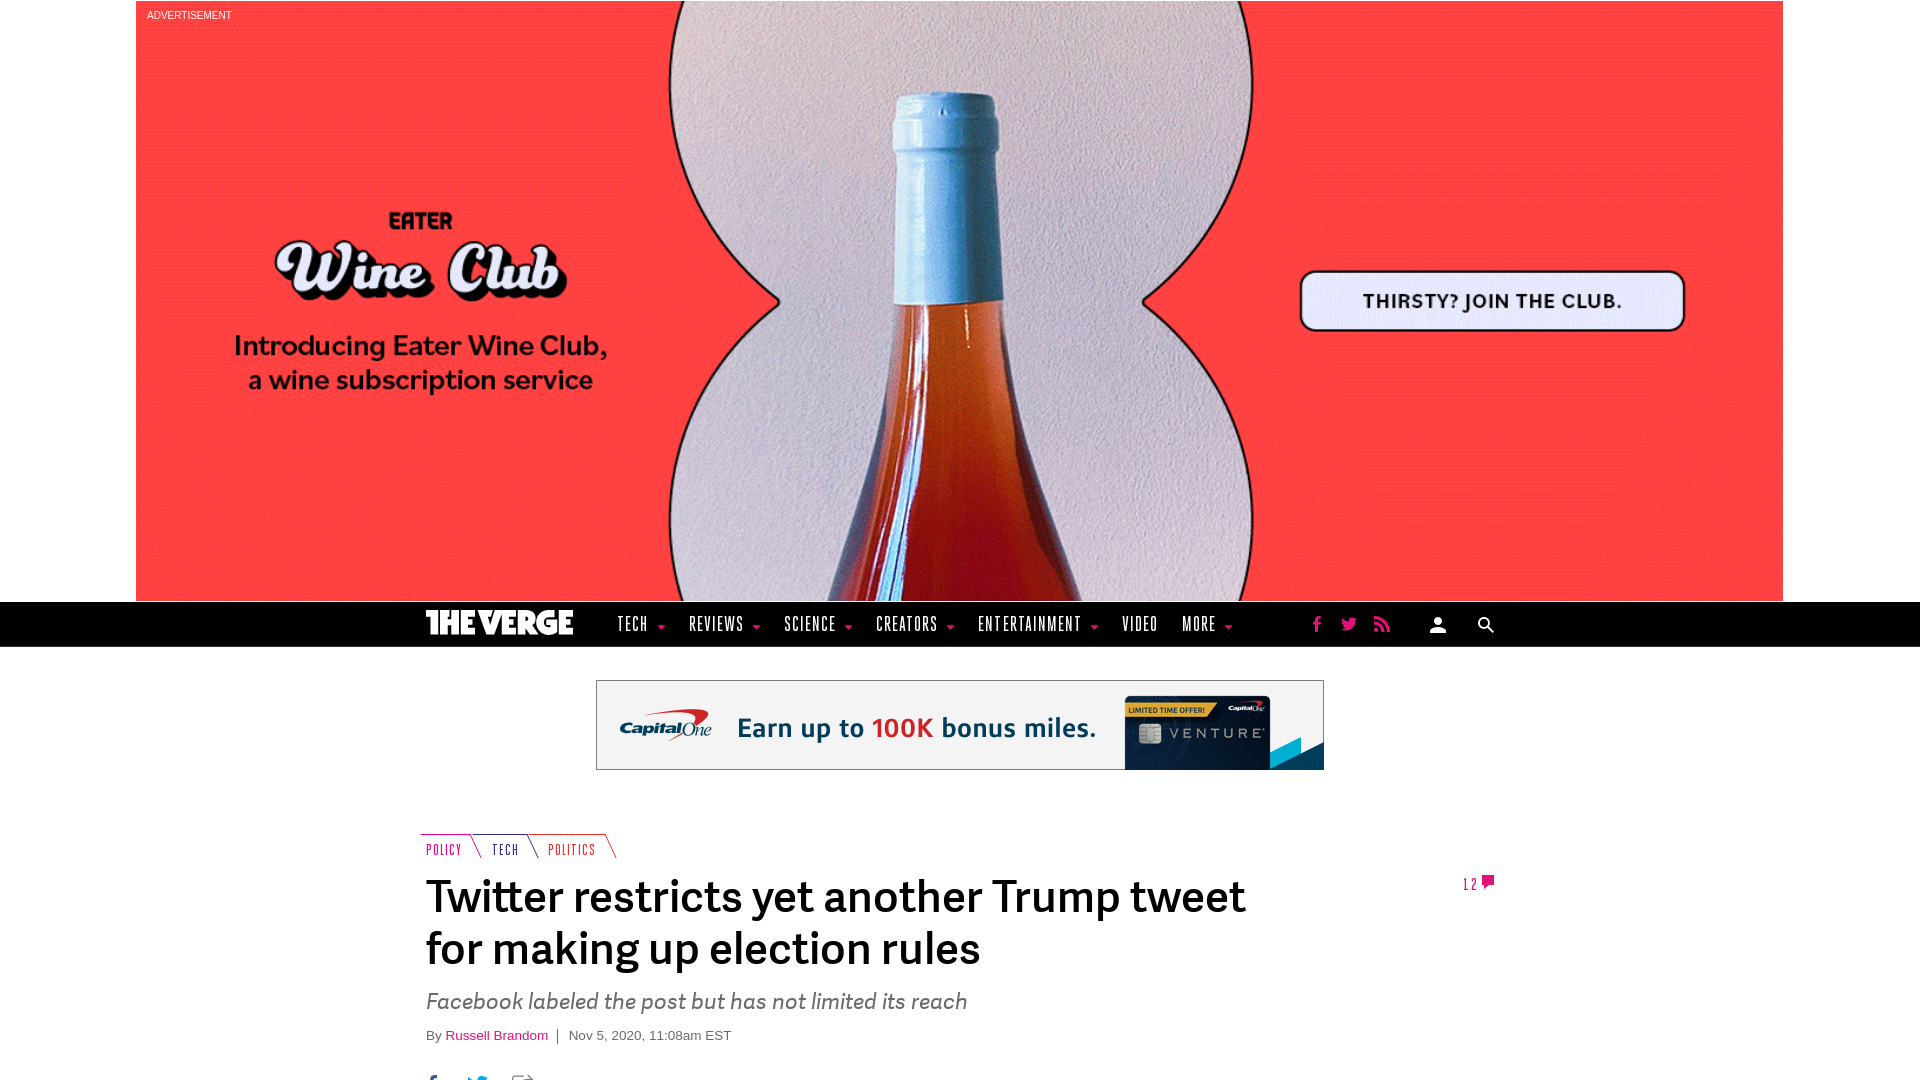 ADVERTISEMENT
EATER
Wine Club
Introducing Eater Wine Club,
a wine subscription service
THIRSTY? JOIN THE CLUB.
THE VERGE
TECH REVIEWS SCIENCE CREATORS ENTERTAINMENT VIDEO MORE
Capital One
Earn up to 100K bonus miles.
LIMITED TIME OFFER!
Capital One
VENTURE
POLICY TECH POLITICS
Twitter restricts yet another Trump tweet
for making up election rules
12
Facebook labeled the post but has not limited its reach
By Russell Brandom | Nov 5, 2020, 11:08am EST